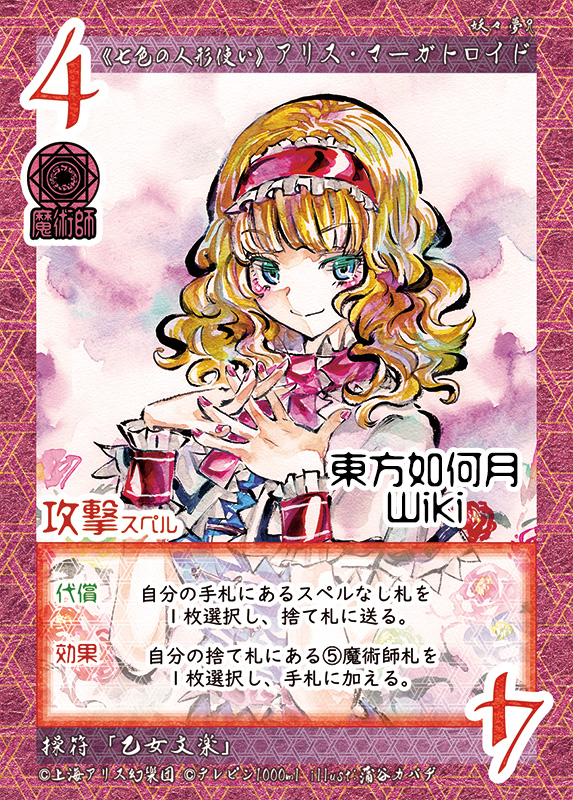 妖々夢9
《七色の人形使い》アリス・マーガトロイド
4
魔術師
東方如何月
Wiki
攻撃スペル
代償
自分の手札にあるスペルなし札を
1枚選択し、捨て札に送る。
効果
自分の捨て札にある⑤魔術師札を
1枚選択し、手札に加える。
4
操符「乙女文楽」
©上海アリス幻樂団 ©テレピン1000ml illust:蒲谷カバヂ